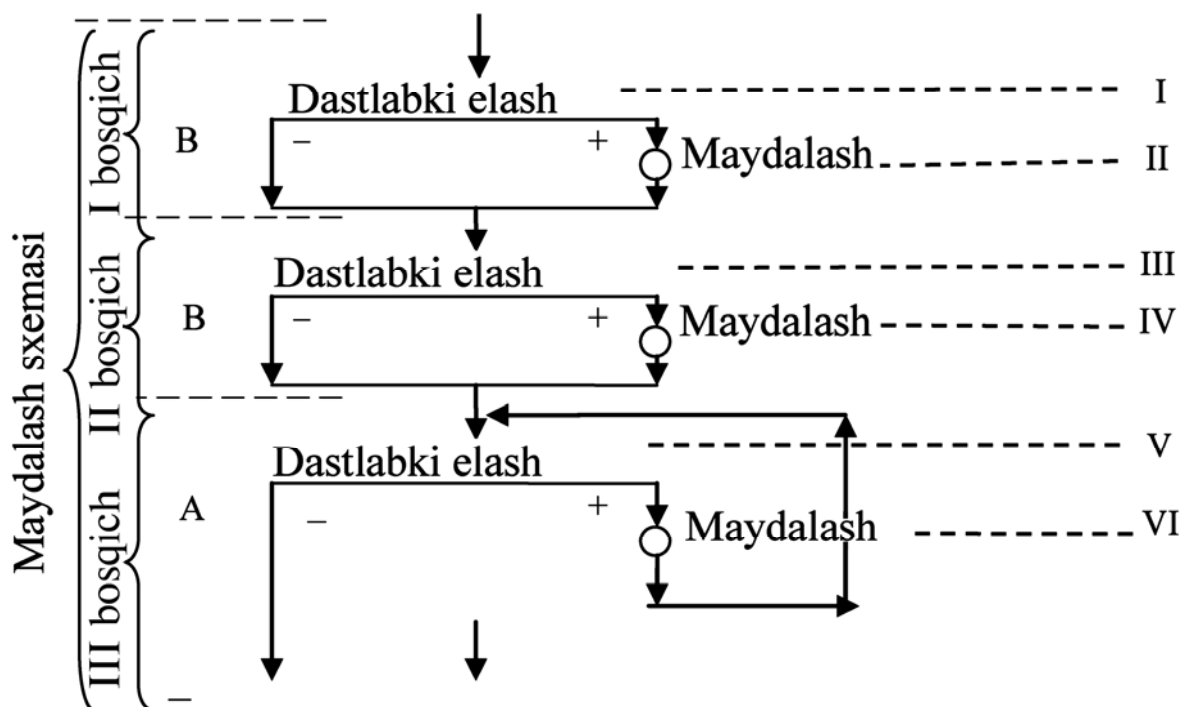 Maydalash sxemasi
I bosqich
B
Dastlabki elash
I
–
+
Maydalash
II
II bosqich
B
Dastlabki elash
III
–
+
Maydalash
IV
III bosqich
A
Dastlabki elash
V
–
+
Maydalash
VI